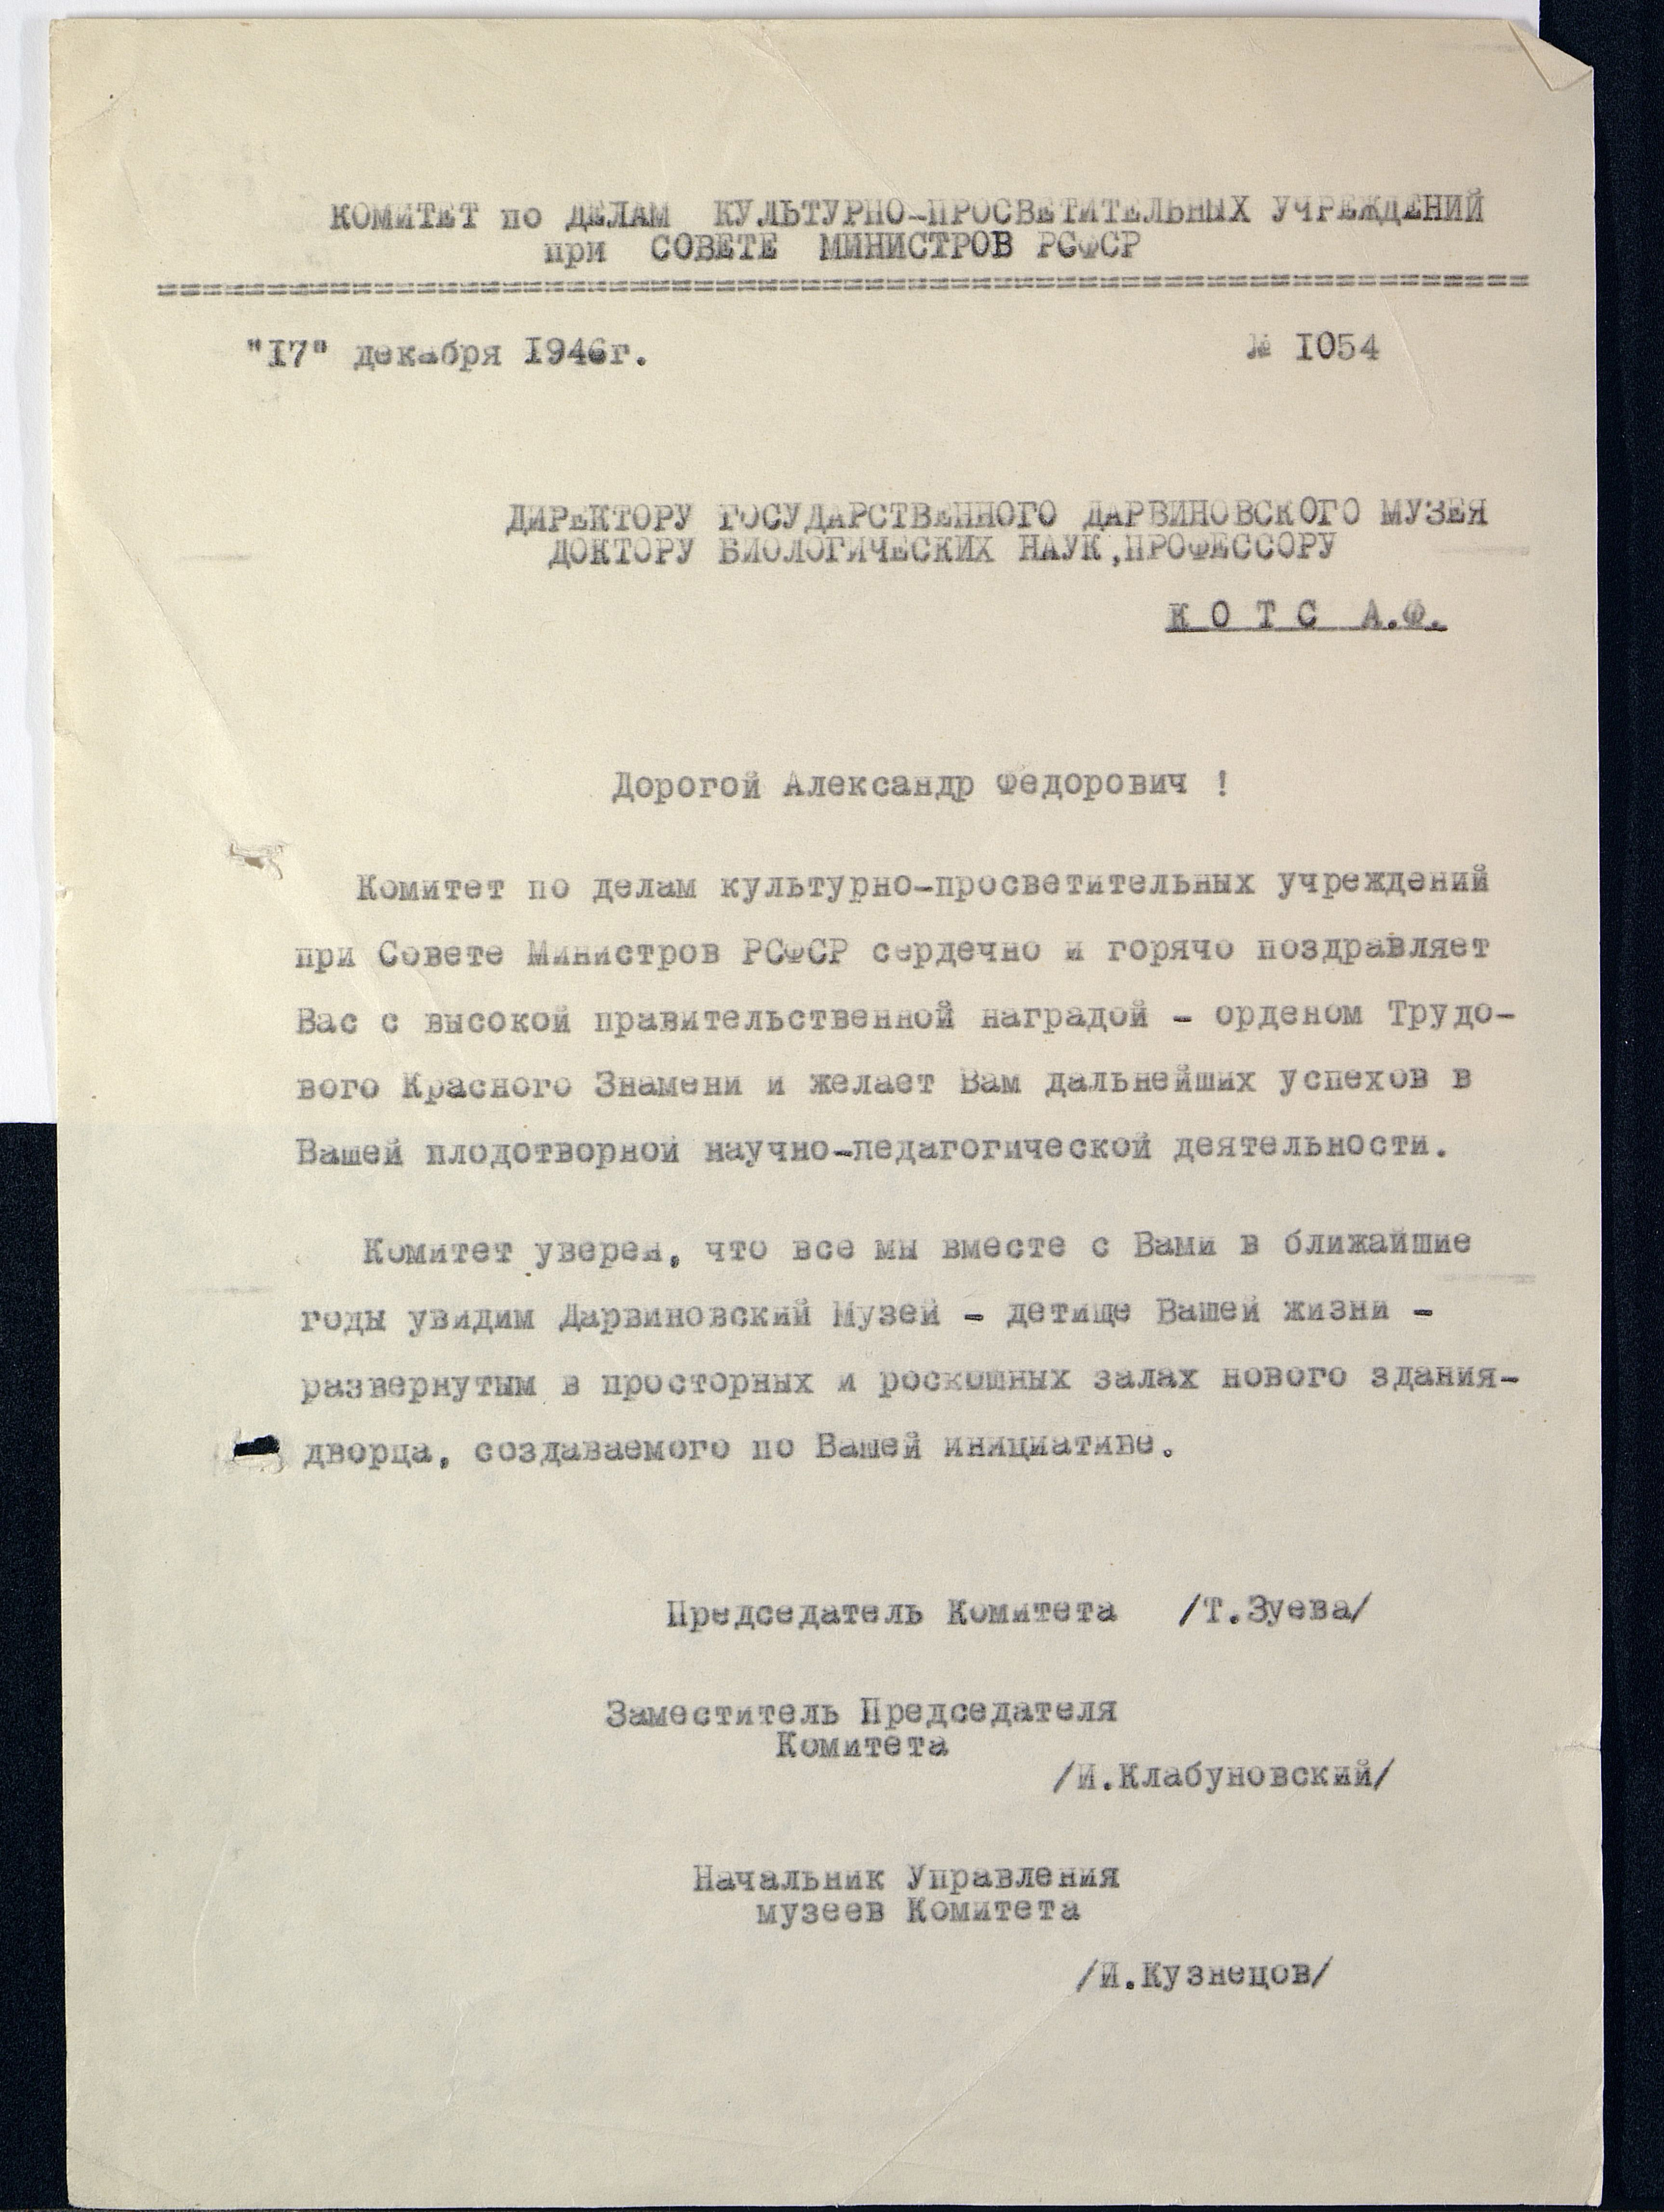 КОМИТЕТ по ДЕЛАМ КУЛЬТУРНО-ПРОСВЕТИТЕЛЬНЫХ УЧРЕЖДЕНИЙ
при СОВЕТЕ МИНИСТРОВ РСФСР
"17" декабря 1946г. № 1054
ДИРЕКТОРУ ГОСУДАРСТВЕННОГО ДАРВИНОВСКОГО МУЗЕЯ
ДОКТОРУ БИОЛОГИЧЕСКИХ НАУК,ПРОФЕССОРУ
К О Т С А.Ф.
Дорогой Александр Федорович !
Комитет по делам культурно-просветительных учреждений
при Совете Министров РСФСР сердечно и горячо поздравляет
Вас с высокой правительственной наградой - орденом Трудо-
вого Красного Знамени и желает Вам дальнейших успехов в
Вашей плодотворной научно-педагогической деятельности.
Комитет уверен, что все мы вместе с Вами в ближайшие
годы увидим Дарвиновский Музей - детище Вашей жизни -
развернутым в просторных и роскошных залах нового здания-
дворца, создаваемого по Вашей инициативе.
Председатель Комитета /Т.Зуева/
Заместитель Председателя
Комитета
/И.Клабуновский/
Начальник Управления
музеев Комитета
/И.Кузнецов/